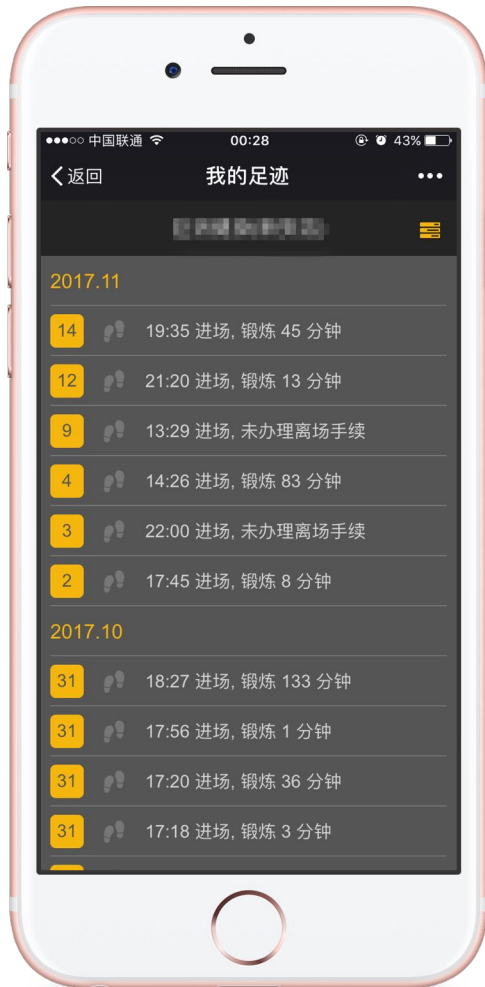 中国联通 00:28 43%
返回 我的足迹
2017.11
14 19:35 进场, 锻炼 45 分钟
12 21:20 进场, 锻炼 13 分钟
9 13:29 进场, 未办理离场手续
4 14:26 进场, 锻炼 83 分钟
3 22:00 进场, 未办理离场手续
2 17:45 进场, 锻炼 8 分钟
2017.10
31 18:27 进场, 锻炼 133 分钟
31 17:56 进场, 锻炼 1 分钟
31 17:20 进场, 锻炼 36 分钟
31 17:18 进场, 锻炼 3 分钟